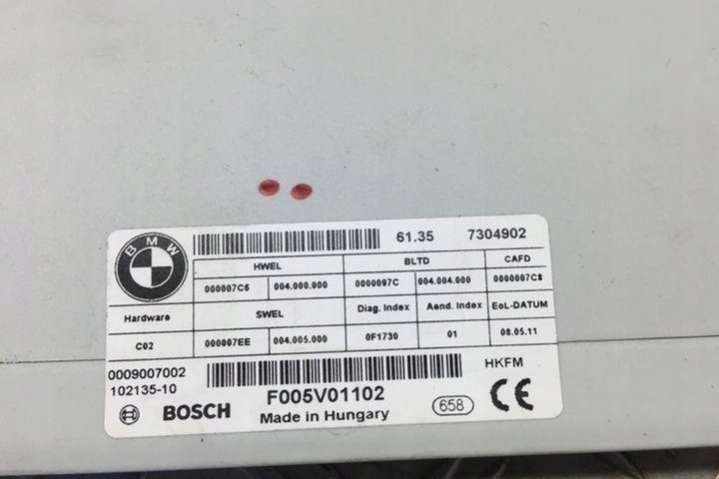 BMW 61.35 7304902
HWEL BLTD CAFD
000007C6 004.000.000 0000097C 004.004.000 0000007C8
Hardware SWEL Diag. Index Aend. Index EoL-DATUM
C02 000007EE 004.005.000 0F1730 01 08.05.11
0009007002 HKFM
102135-10
BOSCH F005V01102 658 CE
Made in Hungary